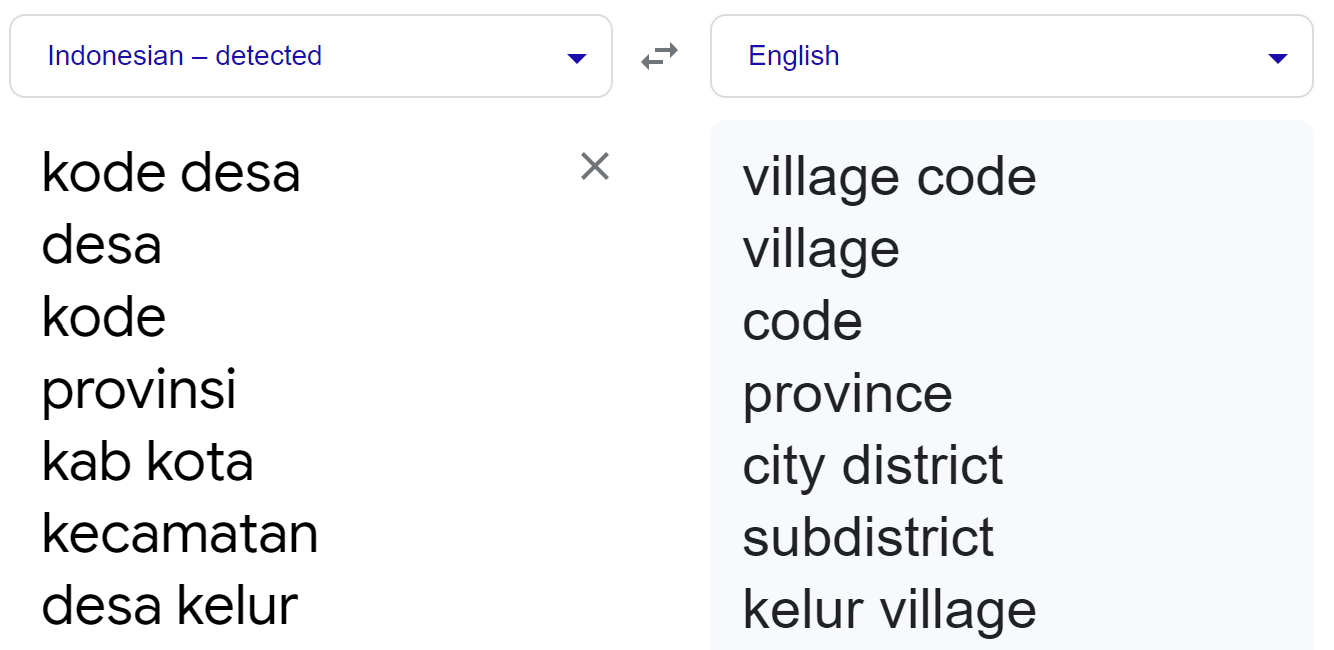 Indonesian – detected
English
kode desa
desa
kode
provinsi
kab kota
kecamatan
desa kelur
village code
village
code
province
city district
subdistrict
kelur village